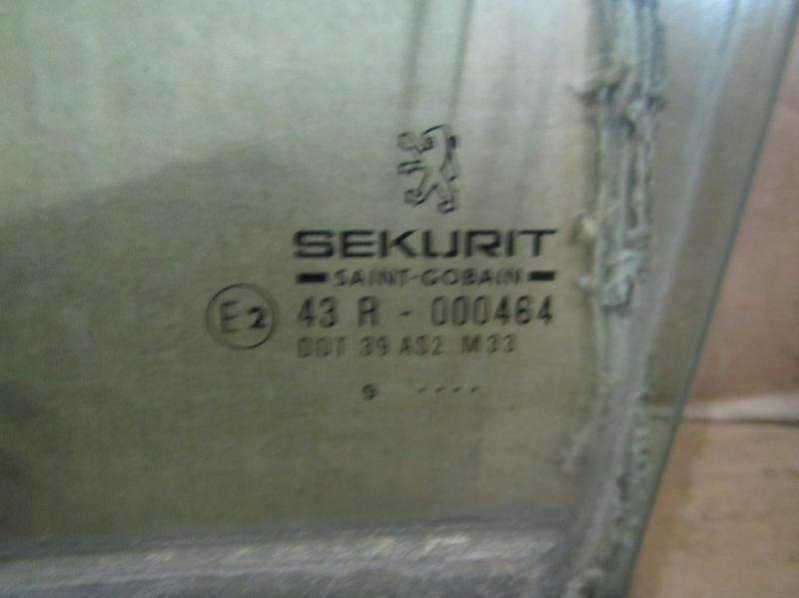 SEKURIT
SAINT-GOBAIN
E2 43 R - 000464
DOT 39 AS2 M33
9 ----